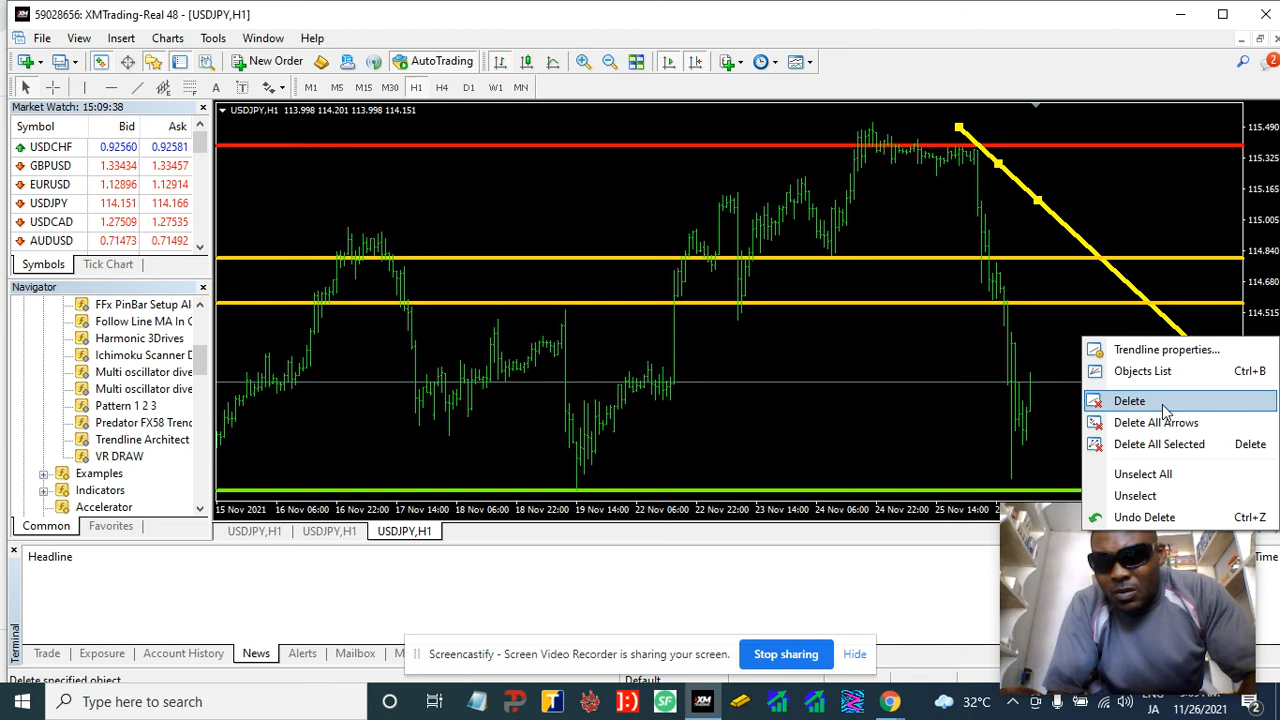 59028656: XMTrading-Real 48 - [USDJPY,H1]
File View Insert Charts Tools Window Help
New Order AutoTrading
2
A T M1 M5 M15 M30 H1 H4 D1 W1 MN
Market Watch: 15:09:38
Symbol Bid Ask
USDCHF 0.92560 0.92581
GBPUSD 1.33434 1.33457
EURUSD 1.12896 1.12914
USDJPY 114.151 114.166
USDCAD 1.27509 1.27535
AUDUSD 0.71473 0.71492
Symbols Tick Chart
Navigator
FFx PinBar Setup Al
Follow Line MA In C
Harmonic 3Drives
Ichimoku Scanner D
Multi oscillator dive
Multi oscillator dive
Pattern 1 2 3
Predator FX58 Trenc
Trendline Architect
VR DRAW
Examples
Indicators
Accelerator
Common Favorites
USDJPY,H1 113.998 114.201 113.998 114.151
115.490
115.325
115.165
115.005
114.840
114.680
114.515
Trendline properties...
Objects List Ctrl+B
Delete
Delete All Arrows
Delete All Selected Delete
Unselect All
Unselect
Undo Delete Ctrl+Z
15 Nov 2021 16 Nov 06:00 16 Nov 22:00 17 Nov 14:00 18 Nov 06:00 18 Nov 22:00 19 Nov 14:00 22 Nov 06:00 22 Nov 22:00 23 Nov 14:00 24 Nov 06:00 24 Nov 22:00 25 Nov 14:00
USDJPY,H1 USDJPY,H1 USDJPY,H1
Headline Time
Terminal
Trade Exposure Account History News Alerts Mailbox M
Screencastify - Screen Video Recorder is sharing your screen. Stop sharing Hide
Delete specified object Default
Type here to search
XM
32°C
JA 11/26/2021
2